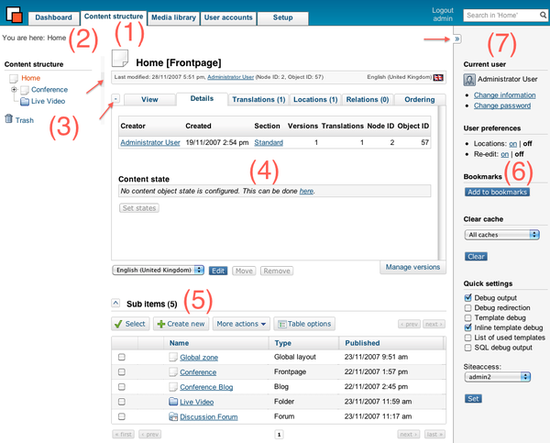 Dashboard Content structure Media library User accounts Setup
Logout
admin
Search in 'Home'
(1)
You are here: Home (2)
(7)
Content structure
Home
Conference
Live Video
Trash
(3)
Home [Frontpage]
Last modified: 28/11/2007 5:51 pm, Administrator User (Node ID: 2, Object ID: 57) English (United Kingdom)
View Details Translations (1) Locations (1) Relations (0) Ordering
Creator Created Section Versions Translations Node ID Object ID
Administrator User 19/11/2007 2:54 pm Standard 1 1 2 57
(4)
Content state
No content object state is configured. This can be done here.
Set states
English (United Kingdom) Edit Move Remove Manage versions
Sub items (5) (5)
Select Create new More actions Table options ‹ prev next ›
Name Type Published
Global zone Global layout 23/11/2007 9:51 am
Conference Frontpage 22/11/2007 1:57 pm
Conference Blog Blog 22/11/2007 2:45 pm
Live Video Folder 23/11/2007 11:59 am
Discussion Forum Forum 23/11/2007 11:17 am
« first ‹ prev 1 next › last »
Current user
Administrator User
Change information
Change password
User preferences
Locations: on | off
Re-edit: on | off
Bookmarks (6)
Add to bookmarks
Clear cache
All caches
Clear
Quick settings
Debug output
Debug redirection
Template debug
Inline template debug
List of used templates
SQL debug output
Siteaccess:
admin2
Set